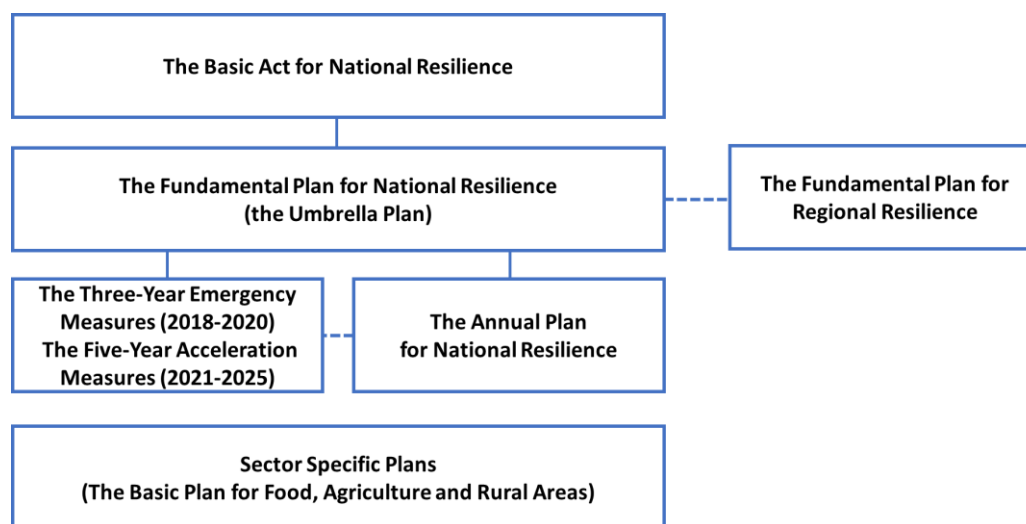 The Basic Act for National Resilience
The Fundamental Plan for National Resilience
(the Umbrella Plan)
The Fundamental Plan for
Regional Resilience
The Three-Year Emergency
Measures (2018-2020)
The Five-Year Acceleration
Measures (2021-2025)
The Annual Plan
for National Resilience
Sector Specific Plans
(The Basic Plan for Food, Agriculture and Rural Areas)